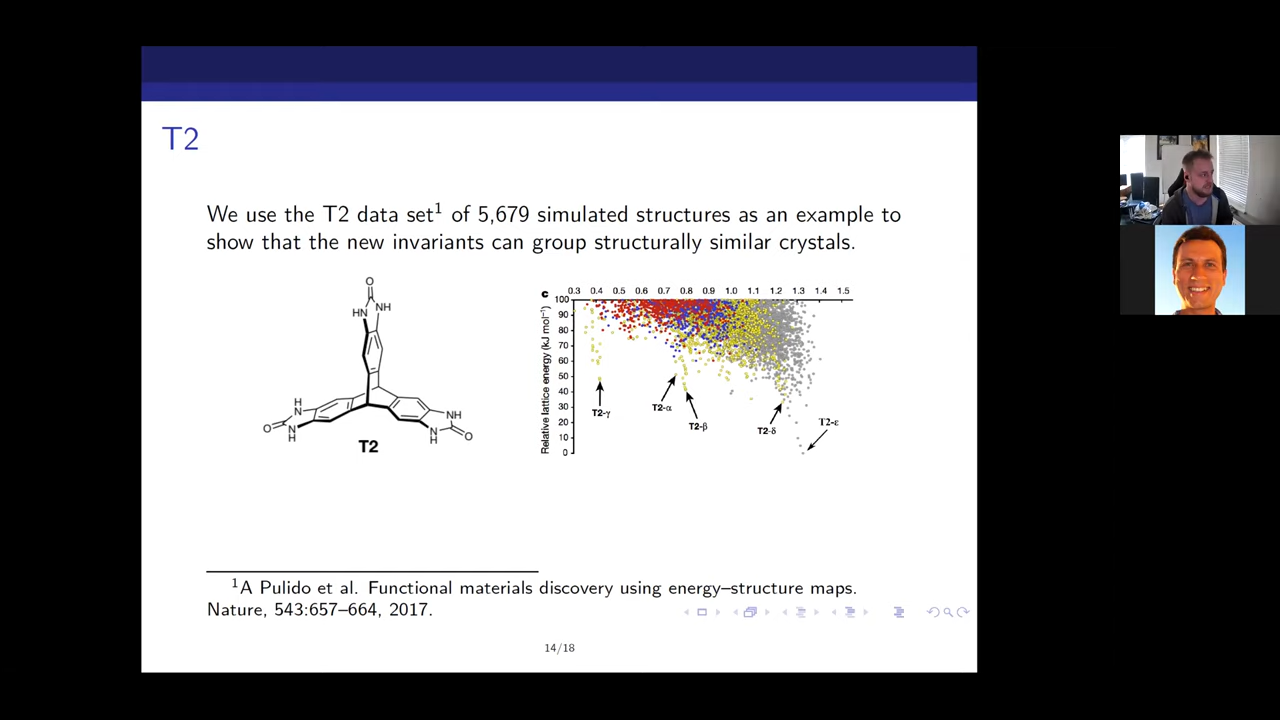 T2
We use the T2 data set1 of 5,679 simulated structures as an example to
show that the new invariants can group structurally similar crystals.
O
HN NH
H
N
O
N
H
NH
N
H
O
T2
c
0.3 0.4 0.5 0.6 0.7 0.8 0.9 1.0 1.1 1.2 1.3 1.4 1.5
Relative lattice energy (kJ mol⁻¹)
100
90
80
70
60
50
40
30
20
10
0
T2-γ
T2-α
T2-β
T2-δ
T2-ε
1A Pulido et al. Functional materials discovery using energy–structure maps.
Nature, 543:657–664, 2017.
14/18